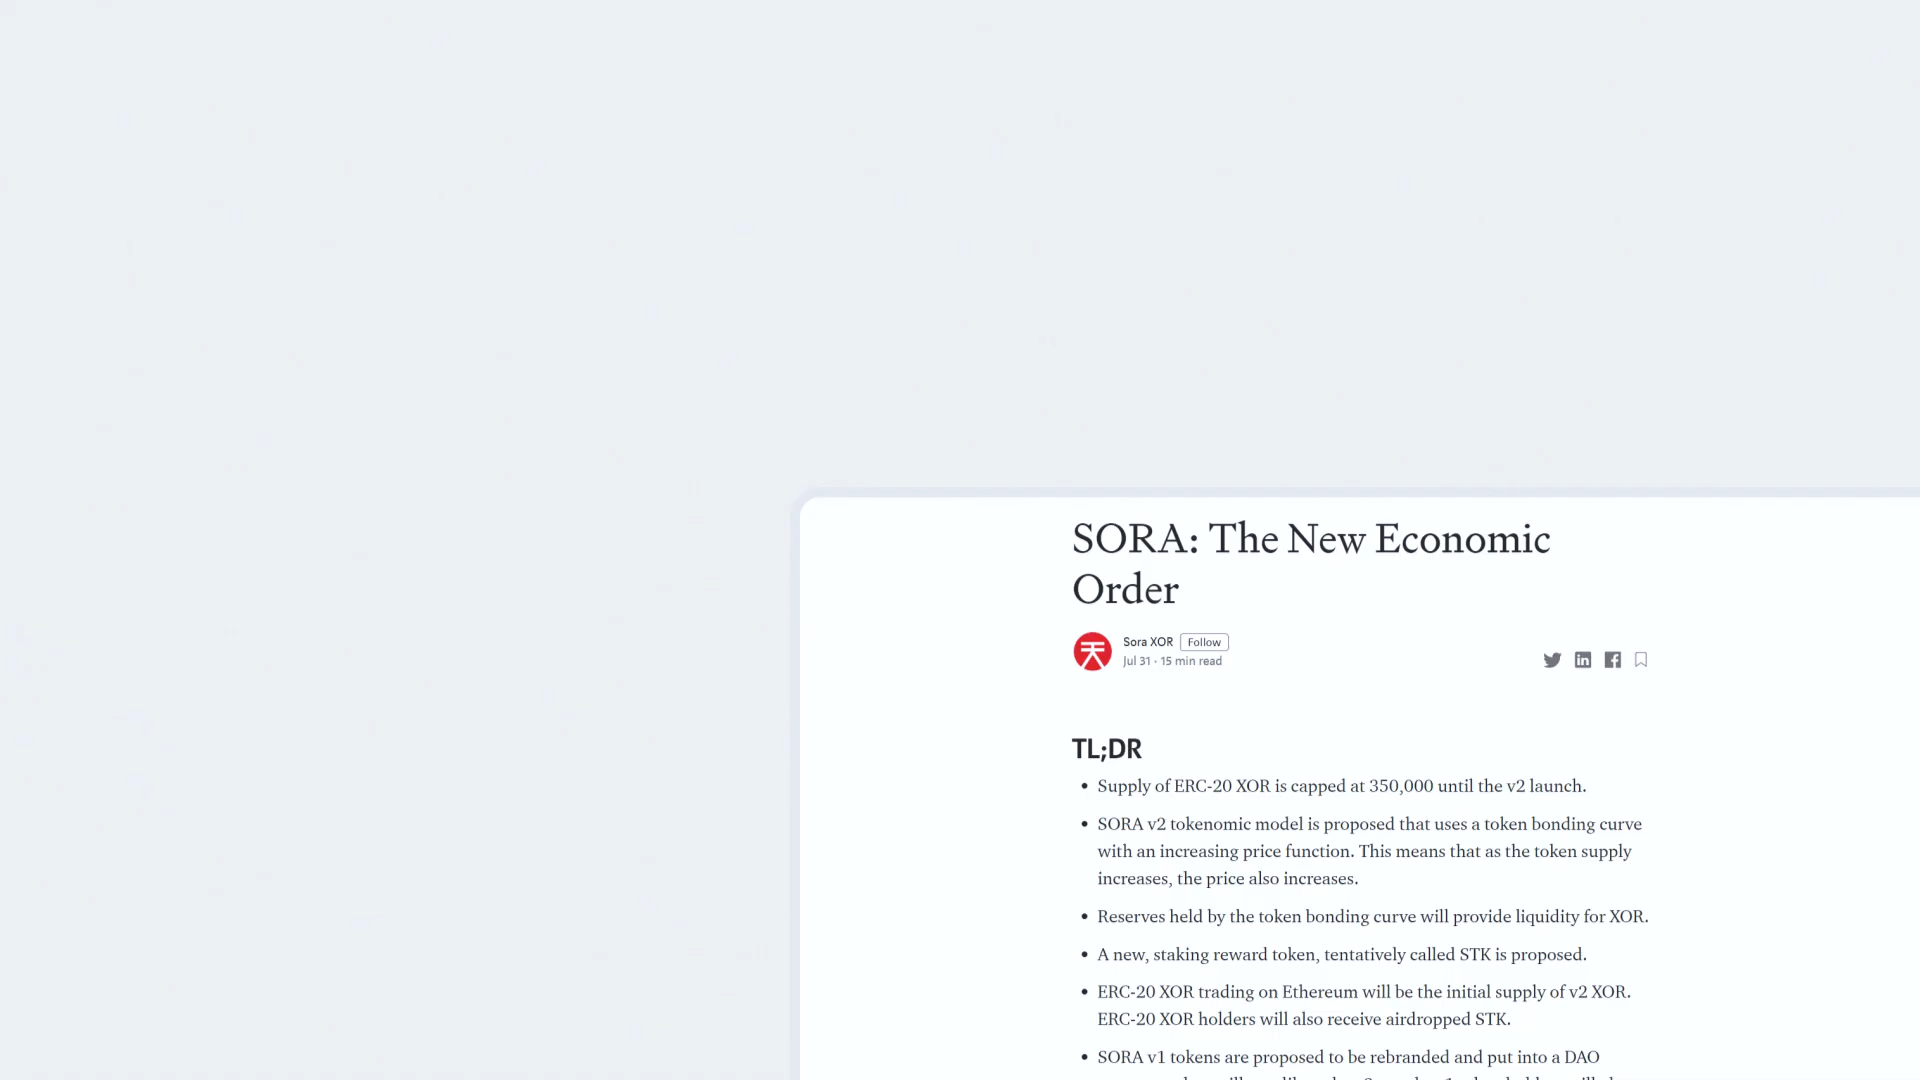 SORA: The New Economic
Order
天
Sora XOR Follow
Jul 31 · 15 min read
TL;DR
• Supply of ERC-20 XOR is capped at 350,000 until the v2 launch.
• SORA v2 tokenomic model is proposed that uses a token bonding curve
with an increasing price function. This means that as the token supply
increases, the price also increases.
• Reserves held by the token bonding curve will provide liquidity for XOR.
• A new, staking reward token, tentatively called STK is proposed.
• ERC-20 XOR trading on Ethereum will be the initial supply of v2 XOR.
ERC-20 XOR holders will also receive airdropped STK.
• SORA v1 tokens are proposed to be rebranded and put into a DAO